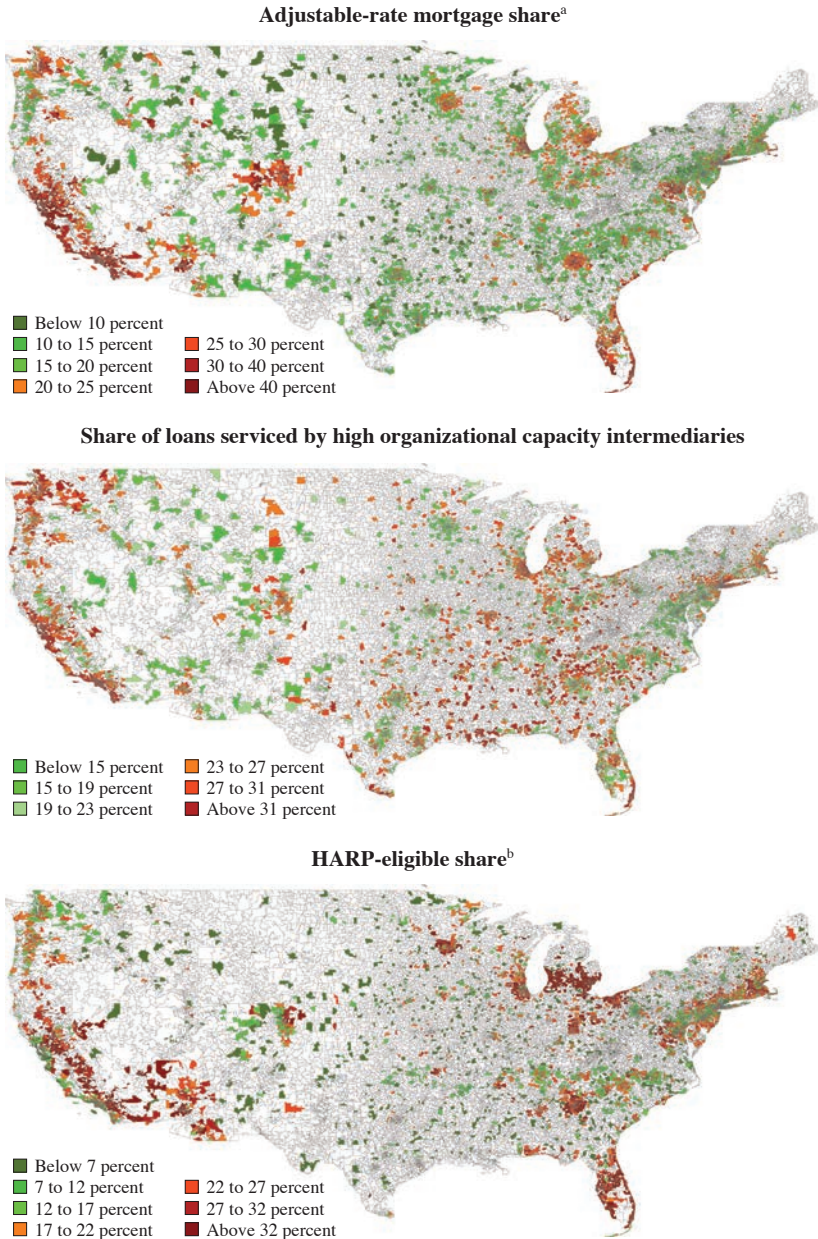 Adjustable-rate mortgage shareᵃ
Below 10 percent
10 to 15 percent
15 to 20 percent
20 to 25 percent
25 to 30 percent
30 to 40 percent
Above 40 percent
Share of loans serviced by high organizational capacity intermediaries
Below 15 percent
15 to 19 percent
19 to 23 percent
23 to 27 percent
27 to 31 percent
Above 31 percent
HARP-eligible shareᵇ
Below 7 percent
7 to 12 percent
12 to 17 percent
17 to 22 percent
22 to 27 percent
27 to 32 percent
Above 32 percent